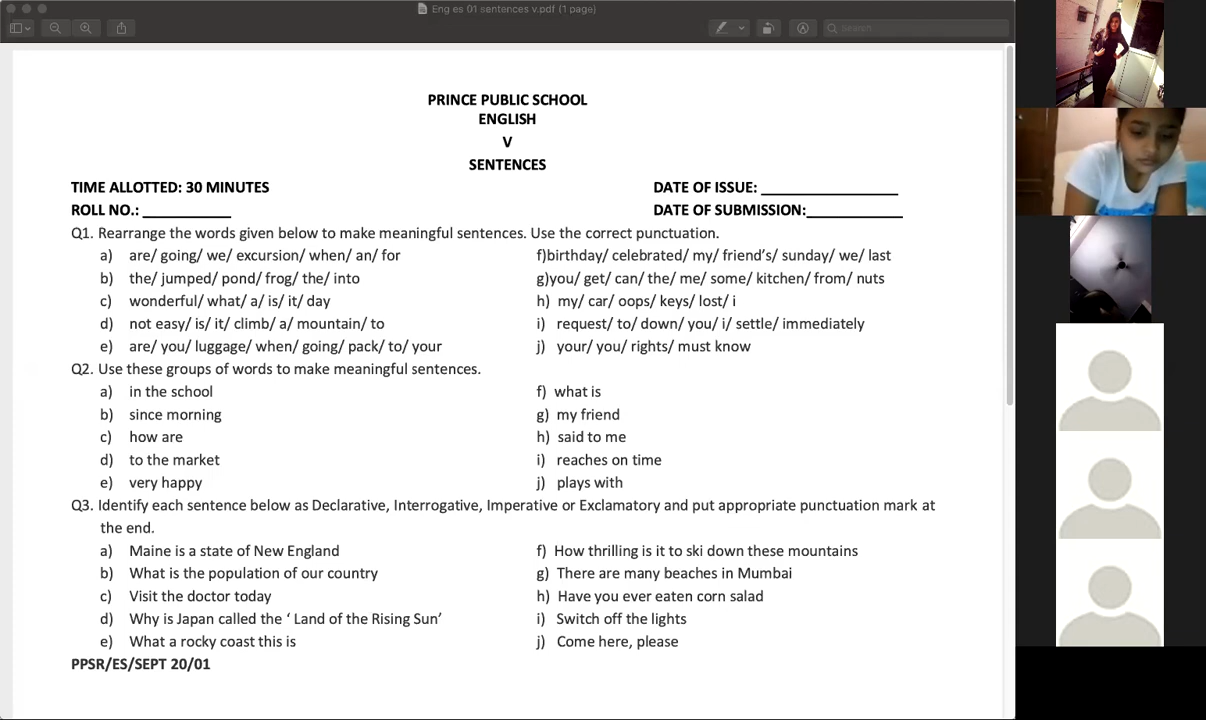 Eng es 01 sentences v.pdf (1 page)
Search
PRINCE PUBLIC SCHOOL
ENGLISH
V
SENTENCES
TIME ALLOTTED: 30 MINUTES
DATE OF ISSUE: ________________
ROLL NO.: ___________
DATE OF SUBMISSION:____________
Q1. Rearrange the words given below to make meaningful sentences. Use the correct punctuation.
a) are/ going/ we/ excursion/ when/ an/ for
f)birthday/ celebrated/ my/ friend’s/ sunday/ we/ last
b) the/ jumped/ pond/ frog/ the/ into
g)you/ get/ can/ the/ me/ some/ kitchen/ from/ nuts
c) wonderful/ what/ a/ is/ it/ day
h) my/ car/ oops/ keys/ lost/ i
d) not easy/ is/ it/ climb/ a/ mountain/ to
i) request/ to/ down/ you/ i/ settle/ immediately
e) are/ you/ luggage/ when/ going/ pack/ to/ your
j) your/ you/ rights/ must know
Q2. Use these groups of words to make meaningful sentences.
a) in the school
f) what is
b) since morning
g) my friend
c) how are
h) said to me
d) to the market
i) reaches on time
e) very happy
j) plays with
Q3. Identify each sentence below as Declarative, Interrogative, Imperative or Exclamatory and put appropriate punctuation mark at
the end.
a) Maine is a state of New England
f) How thrilling is it to ski down these mountains
b) What is the population of our country
g) There are many beaches in Mumbai
c) Visit the doctor today
h) Have you ever eaten corn salad
d) Why is Japan called the ‘ Land of the Rising Sun’
i) Switch off the lights
e) What a rocky coast this is
j) Come here, please
PPSR/ES/SEPT 20/01